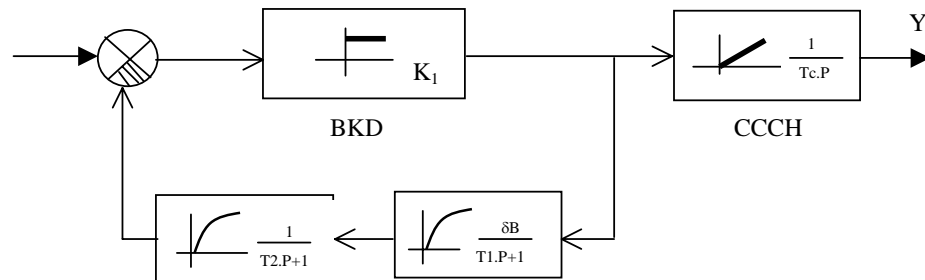 Y
K1
1
Tc.P
BKD
CCCH
1
T2.P+1
δB
T1.P+1